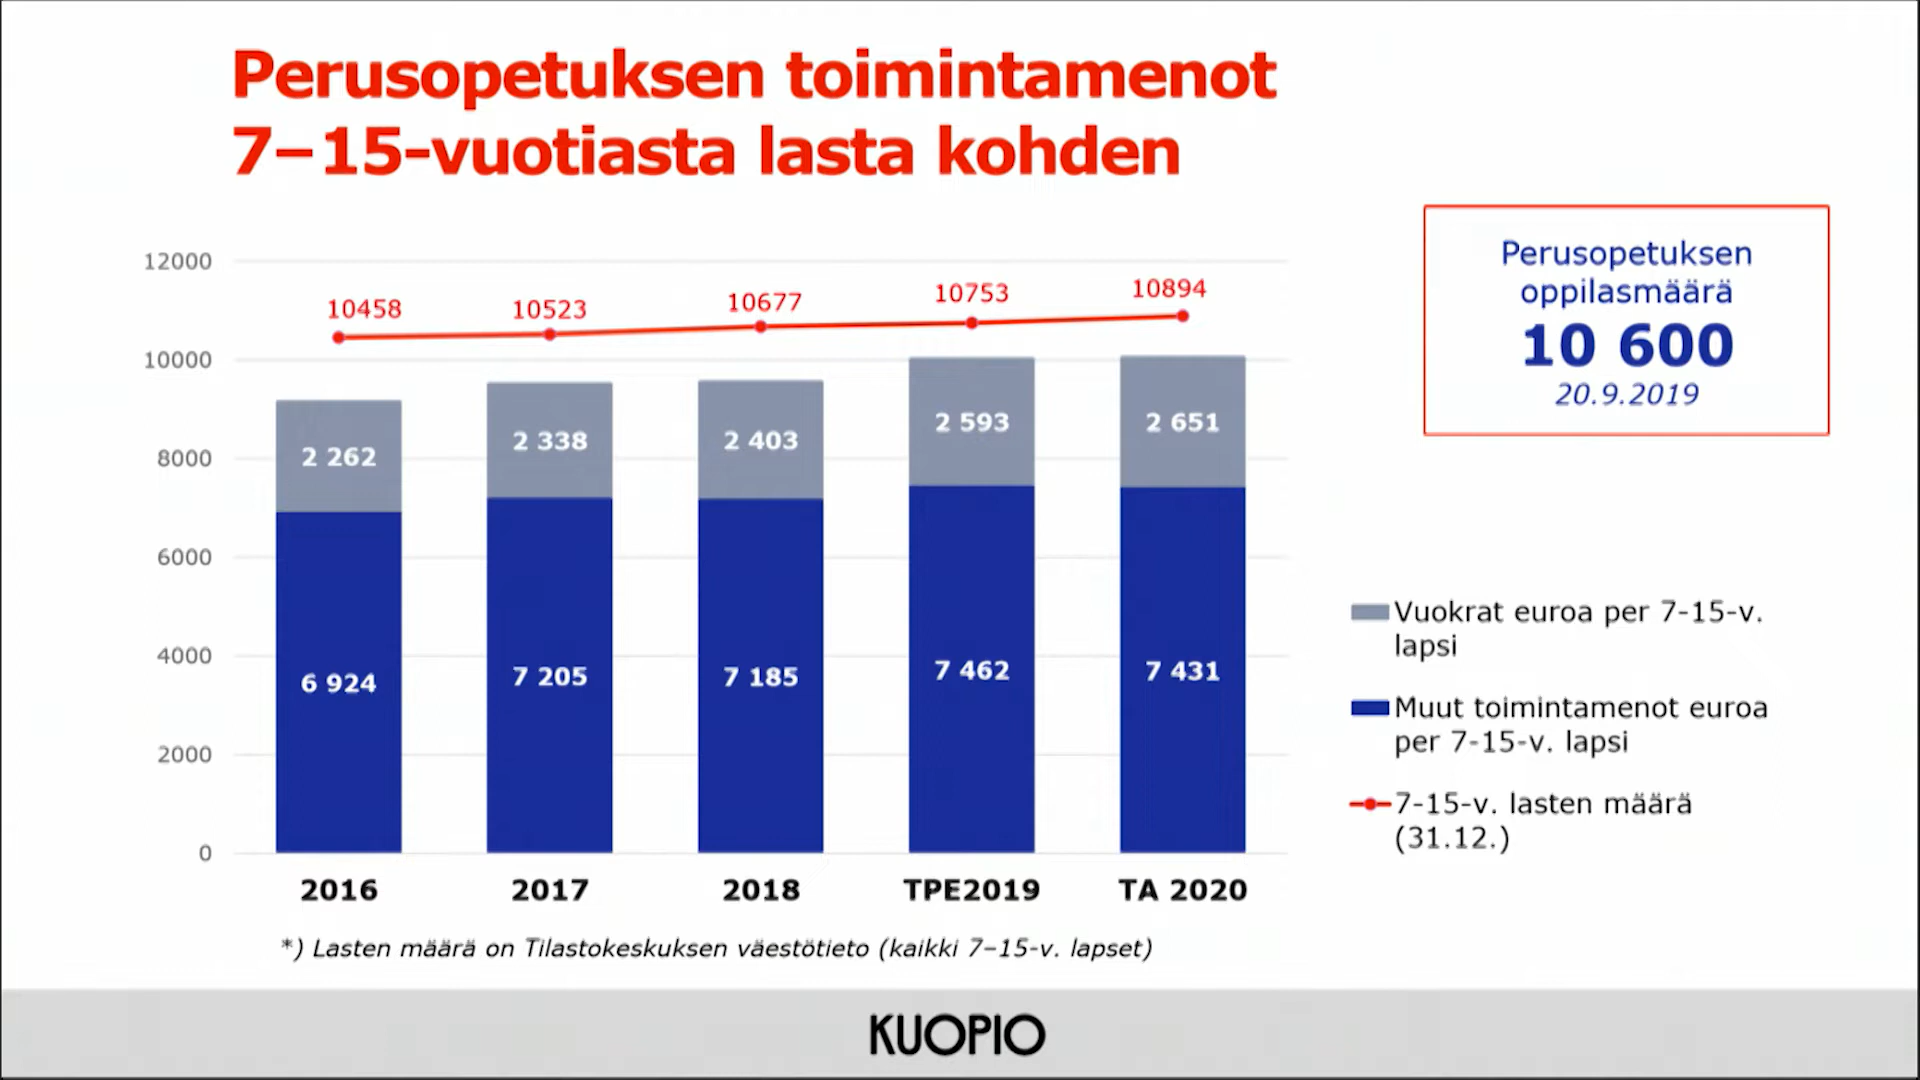 Perusopetuksen toimintamenot
7–15-vuotiasta lasta kohden
Perusopetuksen
oppilasmäärä
10 600
20.9.2019
12000
10000
8000
6000
4000
2000
0
10458
10523
10677
10753
10894
2 262
2 338
2 403
2 593
2 651
6 924
7 205
7 185
7 462
7 431
2016
2017
2018
TPE2019
TA 2020
Vuokrat euroa per 7-15-v.
lapsi
Muut toimintamenot euroa
per 7-15-v. lapsi
7-15-v. lasten määrä
(31.12.)
*) Lasten määrä on Tilastokeskuksen väestötieto (kaikki 7–15-v. lapset)
KUOPIO